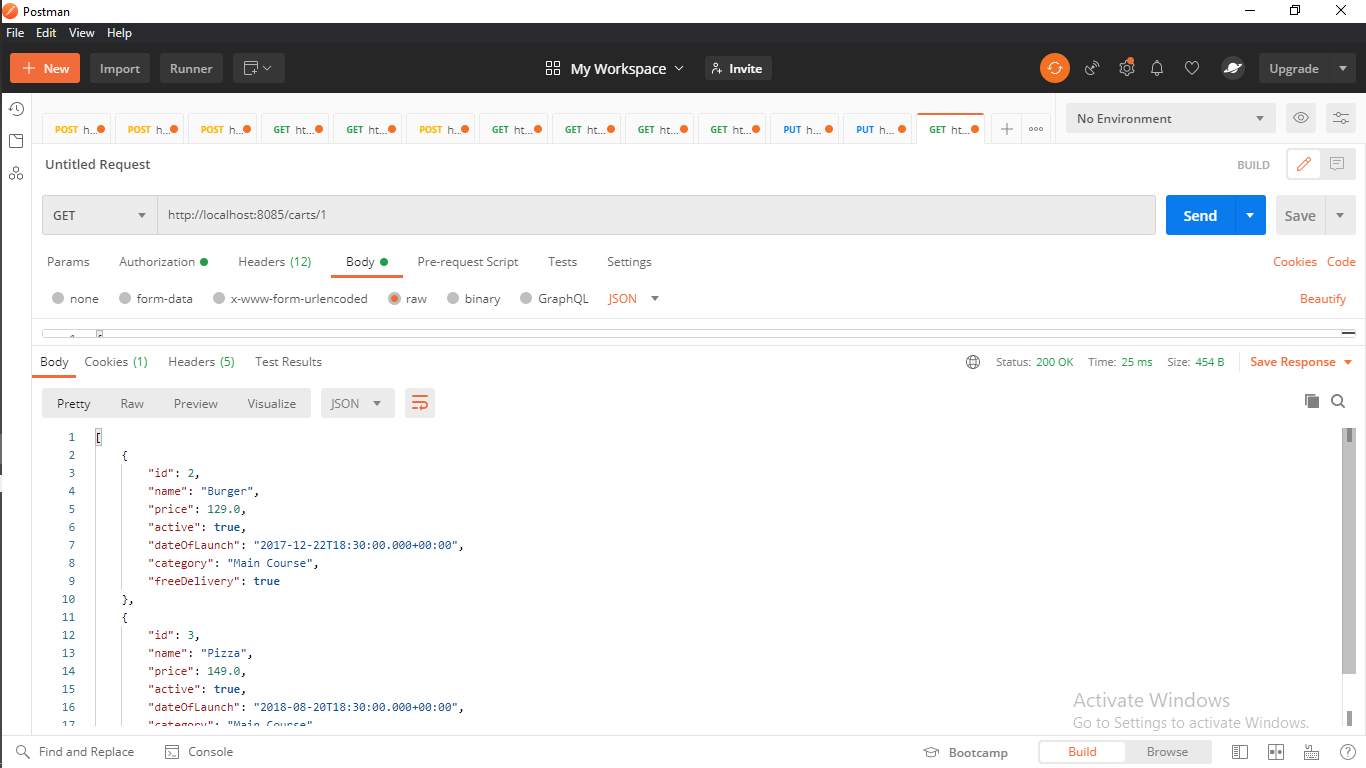 Postman
File Edit View Help
New Import Runner My Workspace Invite Upgrade
POST h... POST h... POST h... GET ht... GET ht... POST h... GET ht... GET ht... GET ht... GET ht... PUT h... PUT h... GET ht... No Environment
Untitled Request BUILD
GET http://localhost:8085/carts/1 Send Save
Params Authorization Headers (12) Body Pre-request Script Tests Settings Cookies Code
none form-data x-www-form-urlencoded raw binary GraphQL JSON Beautify
Body Cookies (1) Headers (5) Test Results Status: 200 OK Time: 25 ms Size: 454 B Save Response
Pretty Raw Preview Visualize JSON
1 [
2 {
3 "id": 2,
4 "name": "Burger",
5 "price": 129.0,
6 "active": true,
7 "dateOfLaunch": "2017-12-22T18:30:00.000+00:00",
8 "category": "Main Course",
9 "freeDelivery": true
10 },
11 {
12 "id": 3,
13 "name": "Pizza",
14 "price": 149.0,
15 "active": true,
16 "dateOfLaunch": "2018-08-20T18:30:00.000+00:00",
17 "category": "Main Course"
Activate Windows
Go to Settings to activate Windows.
Find and Replace Console Bootcamp Build Browse